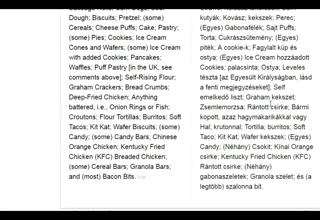 Dough; Biscuits; Pretzel; (some)
Cereals; Cheese Puffs; Cake; Pastry;
(some) Pies; Cookies; Ice Cream
Cones and Wafers; (some) Ice Cream
with added Cookies; Pancakes;
Waffles; Puff Pastry [in the UK, see
comments above]; Self-Rising Flour;
Graham Crackers; Bread Crumbs;
Deep-Fried Chicken; Anything
battered, i.e., Onion Rings or Fish;
Croutons; Flour Tortillas; Burritos; Soft
Tacos; Kit Kat; Wafer Biscuits; (some)
Candy; (some) Candy Bars; Chinese
Orange Chicken; Kentucky Fried
Chicken (KFC) Breaded Chicken;
(some) Cereal Bars; Granola Bars;
and (most) Bacon Bits.
kutyák; Kovász; kekszek; Perec;
(Egyes) Gabonafélék; Sajt Puffs;
Torta; Cukrászsütemény; (Egyes)
piték; A cookie-k; Fagylalt kúp és
ostya; (Egyes) Ice Cream hozzáadott
Cookies; palacsinta; Ostya; Leveles
tészta [az Egyesült Királyságban, lásd
a fenti megjegyzéseket]; Self
emelkedő liszt; Graham kekszet;
Zsemlemorzsa; Rántott csirke; Bármi
kopott, azaz hagymakarikákkal vagy
Hal; krutonnal; Tortilla, burritos; Soft
Taco; Kit Kat; Wafer kekszek; (Egyes)
Candy; (Néhány) Csokit; Kínai Orange
csirke; Kentucky Fried Chicken (KFC)
Rántott csirke; (néhány)
gabonaszeletek; Granola szelet; és (a
legtöbb) szalonna bit.